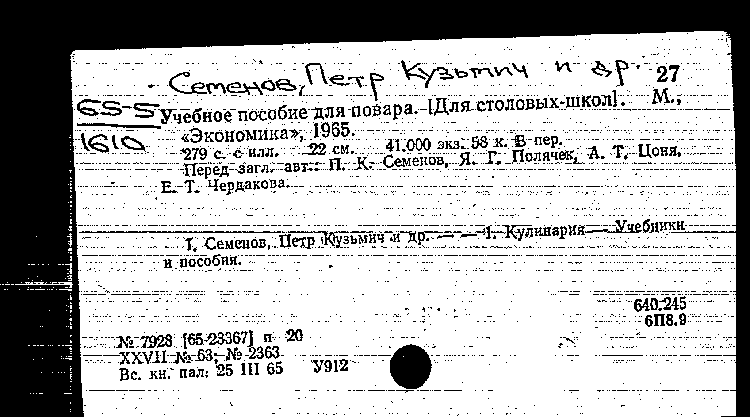 Семенов, Петр Кузьмич и др. 27
65-5 Учебное пособие для повара. [Для столовых-школ]. М.,
1610 «Экономика», 1965.
279 с. с илл. 22 см. 41.000 экз. 58 к. В пер.
Перед загл. авт.: П. К. Семенов, Я. Г. Полячек, А. Т. Цоня,
Е. Т. Чердакова.
I. Семенов, Петр Кузьмич и др. — — 1. Кулинария — Учебники
и пособия.
640.245
6П8.9
№ 7928 [65-23367] п 20
XXVII № 63; № 2363
Вс. кн. пал: 25 III 65 У912